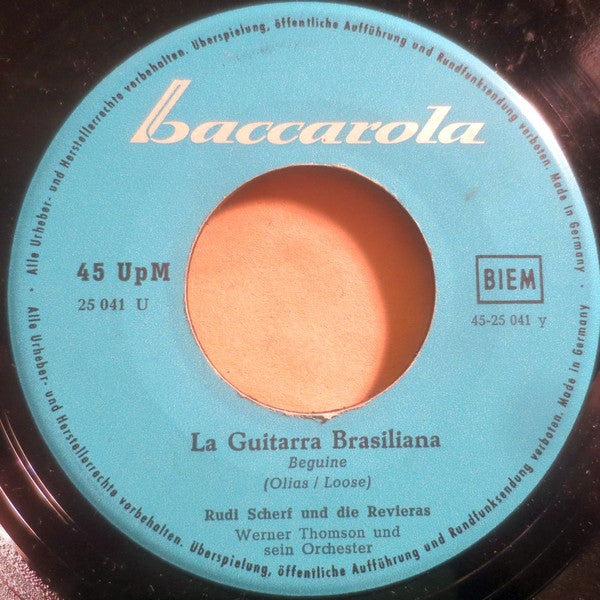 · Alle Urheber- und Herstellerrechte vorbehalten. Überspielung, öffentliche Aufführung und Rundfunksendung verboten. Made in Germany ·
baccarola
45 UpM
25 041 U
BIEM
45-25 041 y
La Guitarra Brasiliana
Beguine
(Olias / Loose)
Rudi Scherf und die Revieras
Werner Thomson und
sein Orchester
· Alle Urheber- und Herstellerrechte vorbehalten. Überspielung, öffentliche Aufführung und Rundfunksendung verboten. Made in Germany ·